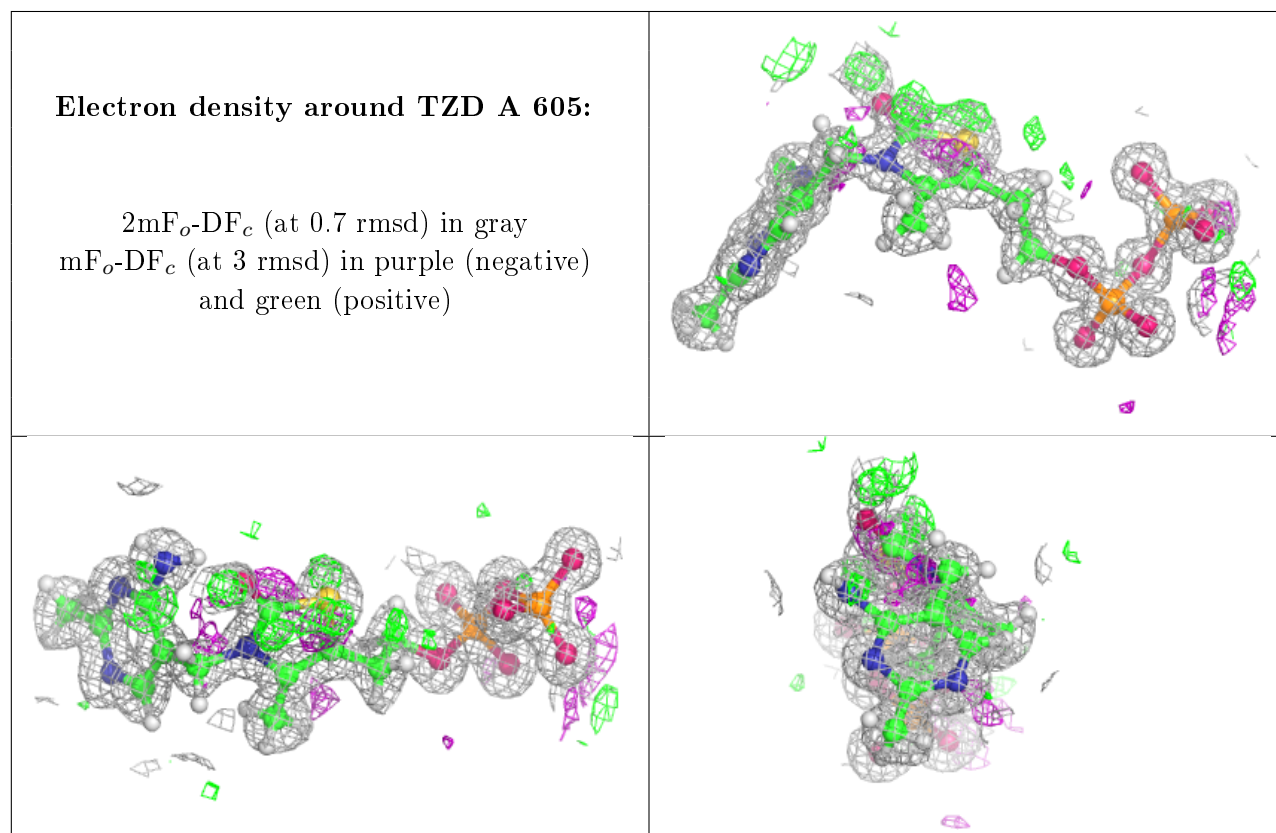 Electron density around TZD A 605:
2mFo-DFc (at 0.7 rmsd) in gray
mFo-DFc (at 3 rmsd) in purple (negative)
and green (positive)